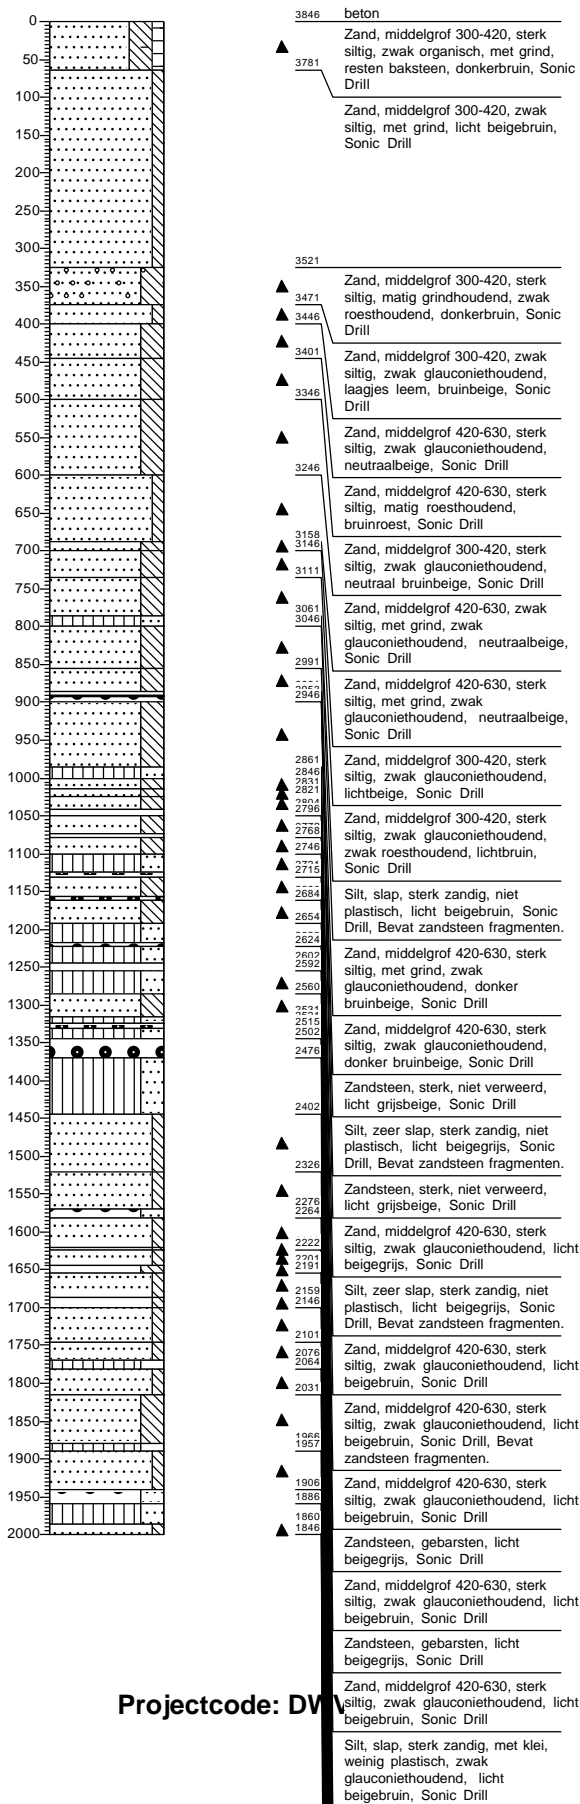 0
50
100
150
200
250
300
350
400
450
500
550
600
650
700
750
800
850
900
950
1000
1050
1100
1150
1200
1250
1300
1350
1400
1450
1500
1550
1600
1650
1700
1750
1800
1850
1900
1950
2000
3846
3781
3521
3471
3446
3401
3346
3246
3158
3146
3111
3061
3046
2991
2946
2861
2846
2831
2821
2796
2768
2746
2715
2684
2654
2624
2602
2592
2560
2531
2515
2502
2476
2402
2326
2276
2264
2222
2201
2191
2159
2146
2101
2076
2064
2031
1966
1957
1906
1886
1860
1846
beton
Zand, middelgrof 300-420, sterk
siltig, zwak organisch, met grind,
resten baksteen, donkerbruin, Sonic
Drill
Zand, middelgrof 300-420, zwak
siltig, met grind, licht beigebruin,
Sonic Drill
Zand, middelgrof 300-420, sterk
siltig, matig grindhoudend, zwak
roesthoudend, donkerbruin, Sonic
Drill
Zand, middelgrof 300-420, zwak
siltig, zwak glauconiethoudend,
laagjes leem, bruinbeige, Sonic
Drill
Zand, middelgrof 420-630, sterk
siltig, zwak glauconiethoudend,
neutraalbeige, Sonic Drill
Zand, middelgrof 420-630, sterk
siltig, matig roesthoudend,
bruinroest, Sonic Drill
Zand, middelgrof 300-420, sterk
siltig, zwak glauconiethoudend,
neutraal bruinbeige, Sonic Drill
Zand, middelgrof 420-630, zwak
siltig, met grind, zwak
glauconiethoudend, neutraalbeige,
Sonic Drill
Zand, middelgrof 420-630, sterk
siltig, met grind, zwak
glauconiethoudend, neutraalbeige,
Sonic Drill
Zand, middelgrof 300-420, sterk
siltig, zwak glauconiethoudend,
lichtbeige, Sonic Drill
Zand, middelgrof 300-420, sterk
siltig, zwak glauconiethoudend,
zwak roesthoudend, lichtbruin,
Sonic Drill
Silt, slap, sterk zandig, niet
plastisch, licht beigebruin, Sonic
Drill, Bevat zandsteen fragmenten.
Zand, middelgrof 420-630, sterk
siltig, met grind, zwak
glauconiethoudend, donker
bruinbeige, Sonic Drill
Zand, middelgrof 420-630, sterk
siltig, zwak glauconiethoudend,
donker bruinbeige, Sonic Drill
Zandsteen, sterk, niet verweerd,
licht grijsbeige, Sonic Drill
Silt, zeer slap, sterk zandig, niet
plastisch, licht beigegrijs, Sonic
Drill, Bevat zandsteen fragmenten.
Zandsteen, sterk, niet verweerd,
licht grijsbeige, Sonic Drill
Zand, middelgrof 420-630, sterk
siltig, zwak glauconiethoudend, licht
beigegrijs, Sonic Drill
Silt, zeer slap, sterk zandig, niet
plastisch, licht beigegrijs, Sonic
Drill, Bevat zandsteen fragmenten.
Zand, middelgrof 420-630, sterk
siltig, zwak glauconiethoudend, licht
beigebruin, Sonic Drill
Zand, middelgrof 420-630, sterk
siltig, zwak glauconiethoudend, licht
beigebruin, Sonic Drill, Bevat
zandsteen fragmenten.
Zand, middelgrof 420-630, sterk
siltig, zwak glauconiethoudend, licht
beigebruin, Sonic Drill
Zandsteen, gebarsten, licht
beigegrijs, Sonic Drill
Zand, middelgrof 420-630, sterk
siltig, zwak glauconiethoudend, licht
beigebruin, Sonic Drill
Zandsteen, gebarsten, licht
beigegrijs, Sonic Drill
Zand, middelgrof 420-630, sterk
siltig, zwak glauconiethoudend, licht
beigebruin, Sonic Drill
Silt, slap, sterk zandig, met klei,
weinig plastisch, zwak
glauconiethoudend, licht
beigebruin, Sonic Drill
Projectcode: